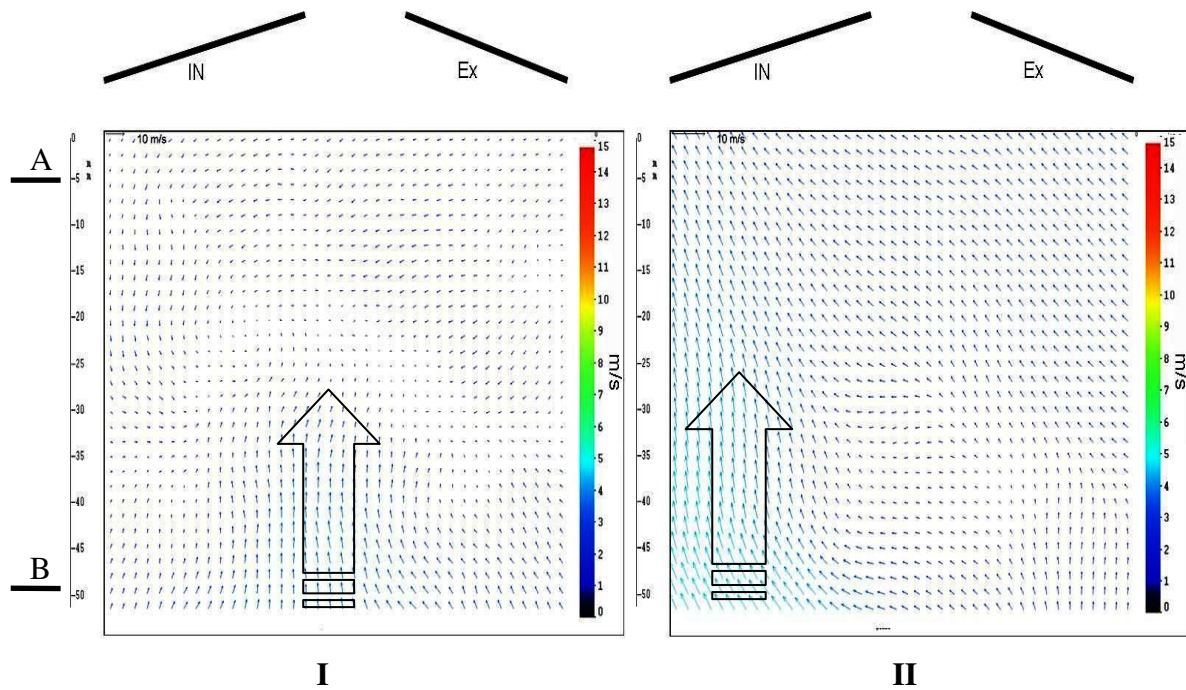 IN Ex IN Ex
0 10 m/s 0 0 10 m/s
A
15 15
-5 14 -5 14
13 13
-10 12 -10 12
-15 11 -15 11
10 10
-20 9 -20 9
-25 8 -25 8
m/s m/s
7 7
-30 6 -30 6
-35 5 -35 5
-40 4 -40 4
3 3
-45 2 -45 2
B
-50 1 -50 1
0 0
I II